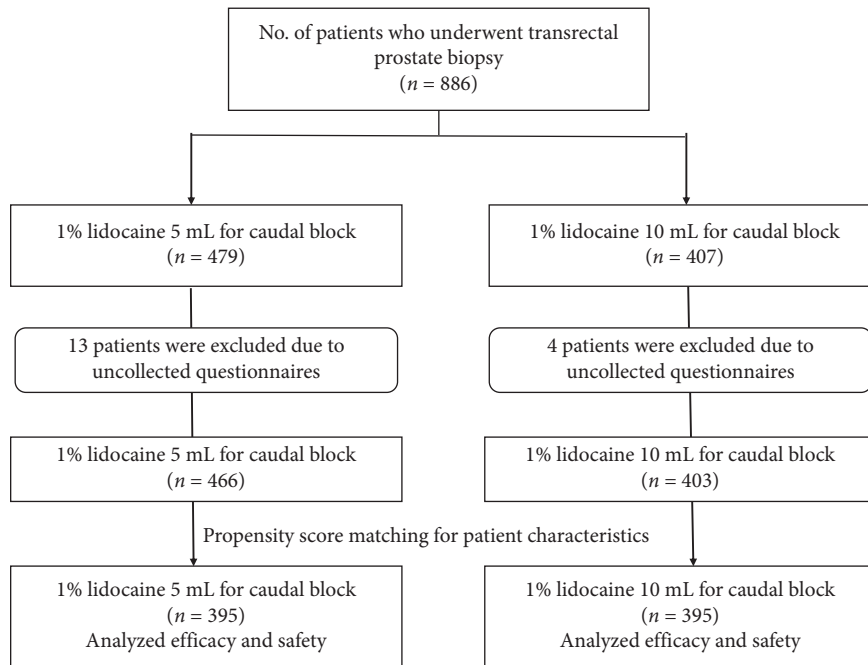 No. of patients who underwent transrectal
prostate biopsy
(n = 886)
1% lidocaine 5 mL for caudal block
(n = 479)
1% lidocaine 10 mL for caudal block
(n = 407)
13 patients were excluded due to
uncollected questionnaires
4 patients were excluded due to
uncollected questionnaires
1% lidocaine 5 mL for caudal block
(n = 466)
1% lidocaine 10 mL for caudal block
(n = 403)
Propensity score matching for patient characteristics
1% lidocaine 5 mL for caudal block
(n = 395)
Analyzed efficacy and safety
1% lidocaine 10 mL for caudal block
(n = 395)
Analyzed efficacy and safety